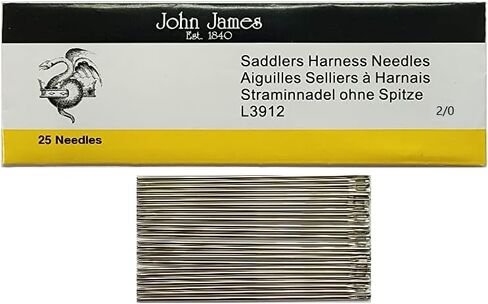 John James
Est. 1840
Saddlers Harness Needles
Aiguilles Selliers à Harnais
Straminnadel ohne Spitze
L3912 2/0
25 Needles